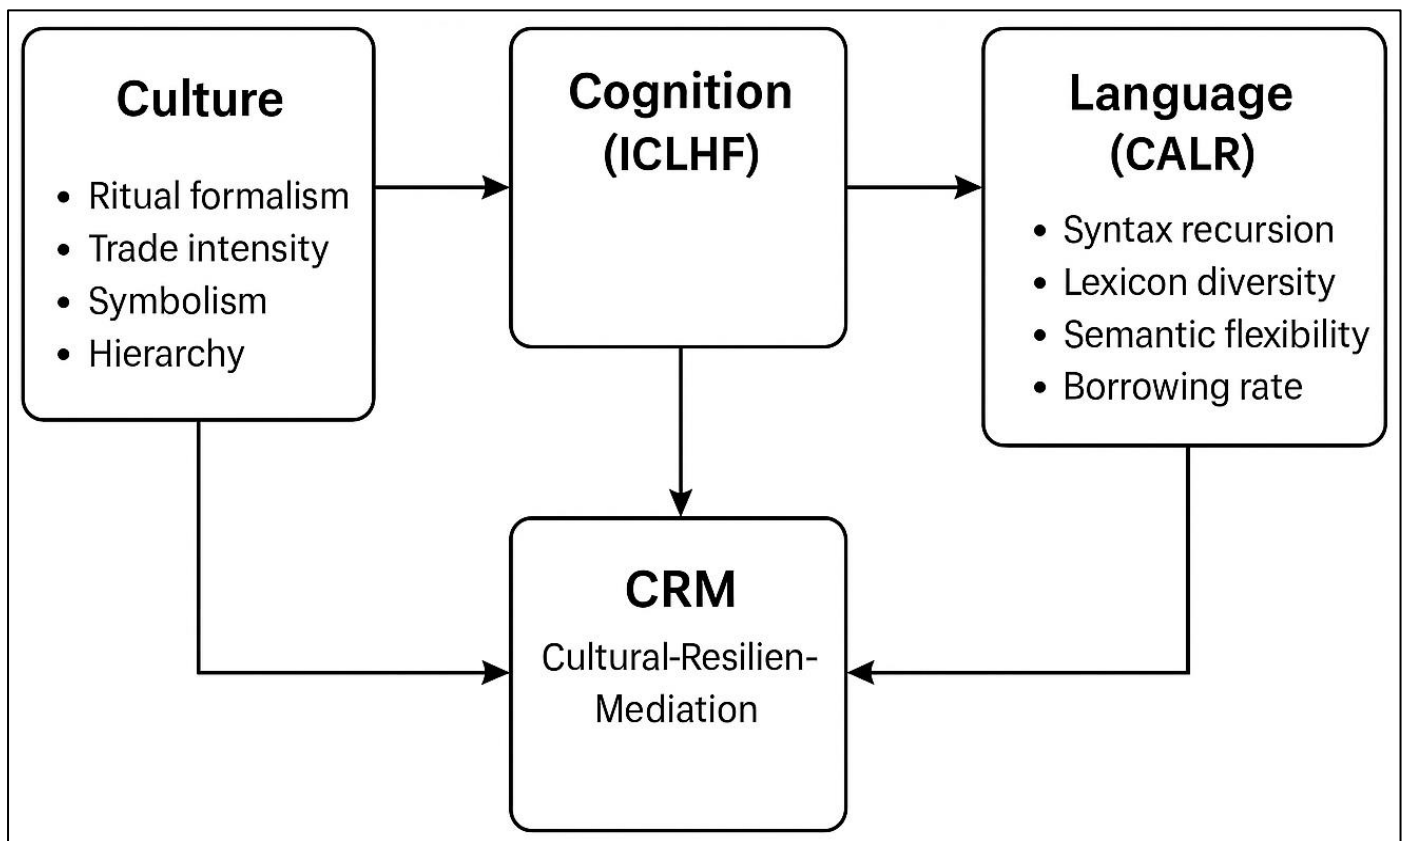 Culture
• Ritual formalism
• Trade intensity
• Symbolism
• Hierarchy
Cognition
(ICLHF)
Language
(CALR)
• Syntax recursion
• Lexicon diversity
• Semantic flexibility
• Borrowing rate
CRM
Cultural-Resilien-
Mediation